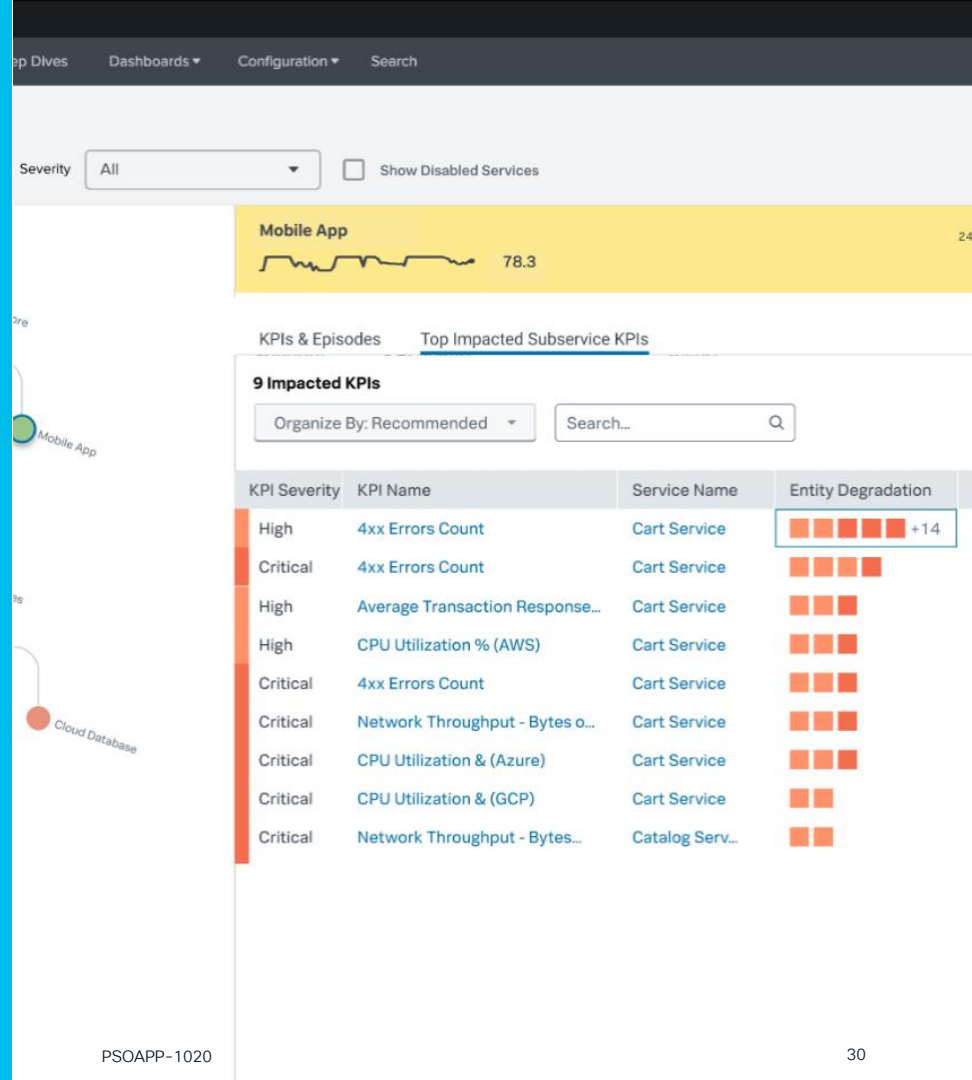 ep Dives Dashboards Configuration Search
Severity All Show Disabled Services
Mobile App
24
78.3
ore
KPIs & Episodes Top Impacted Subservice KPIs
9 Impacted KPIs
Organize By: Recommended Search...
Mobile App
KPI Severity KPI Name Service Name Entity Degradation
High 4xx Errors Count Cart Service +14
Critical 4xx Errors Count Cart Service
es
High Average Transaction Response... Cart Service
High CPU Utilization % (AWS) Cart Service
Critical 4xx Errors Count Cart Service
Critical Network Throughput - Bytes o... Cart Service
Cloud Database
Critical CPU Utilization & (Azure) Cart Service
Critical CPU Utilization & (GCP) Cart Service
Critical Network Throughput - Bytes... Catalog Serv...
PSOAPP-1020 30